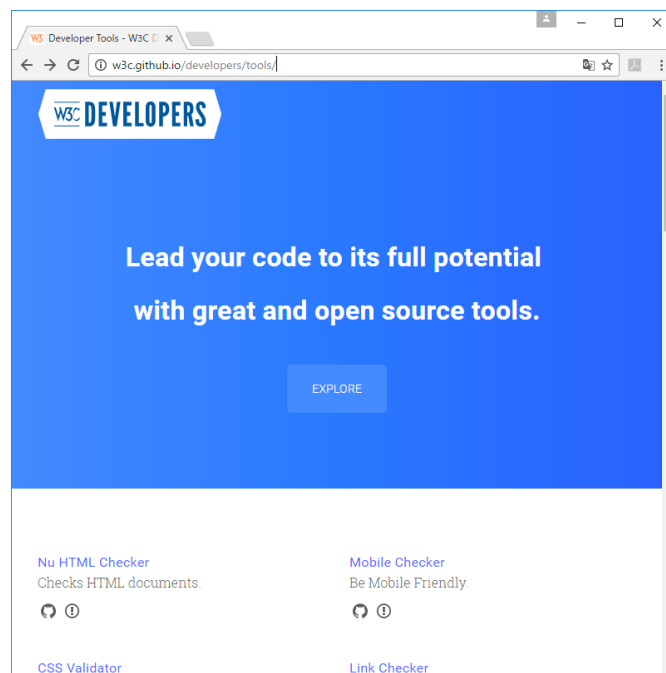 W3 Developer Tools - W3C D
w3c.github.io/developers/tools/
W3C DEVELOPERS
Lead your code to its full potential
with great and open source tools.
EXPLORE
Nu HTML Checker
Checks HTML documents.
Mobile Checker
Be Mobile Friendly.
CSS Validator
Link Checker